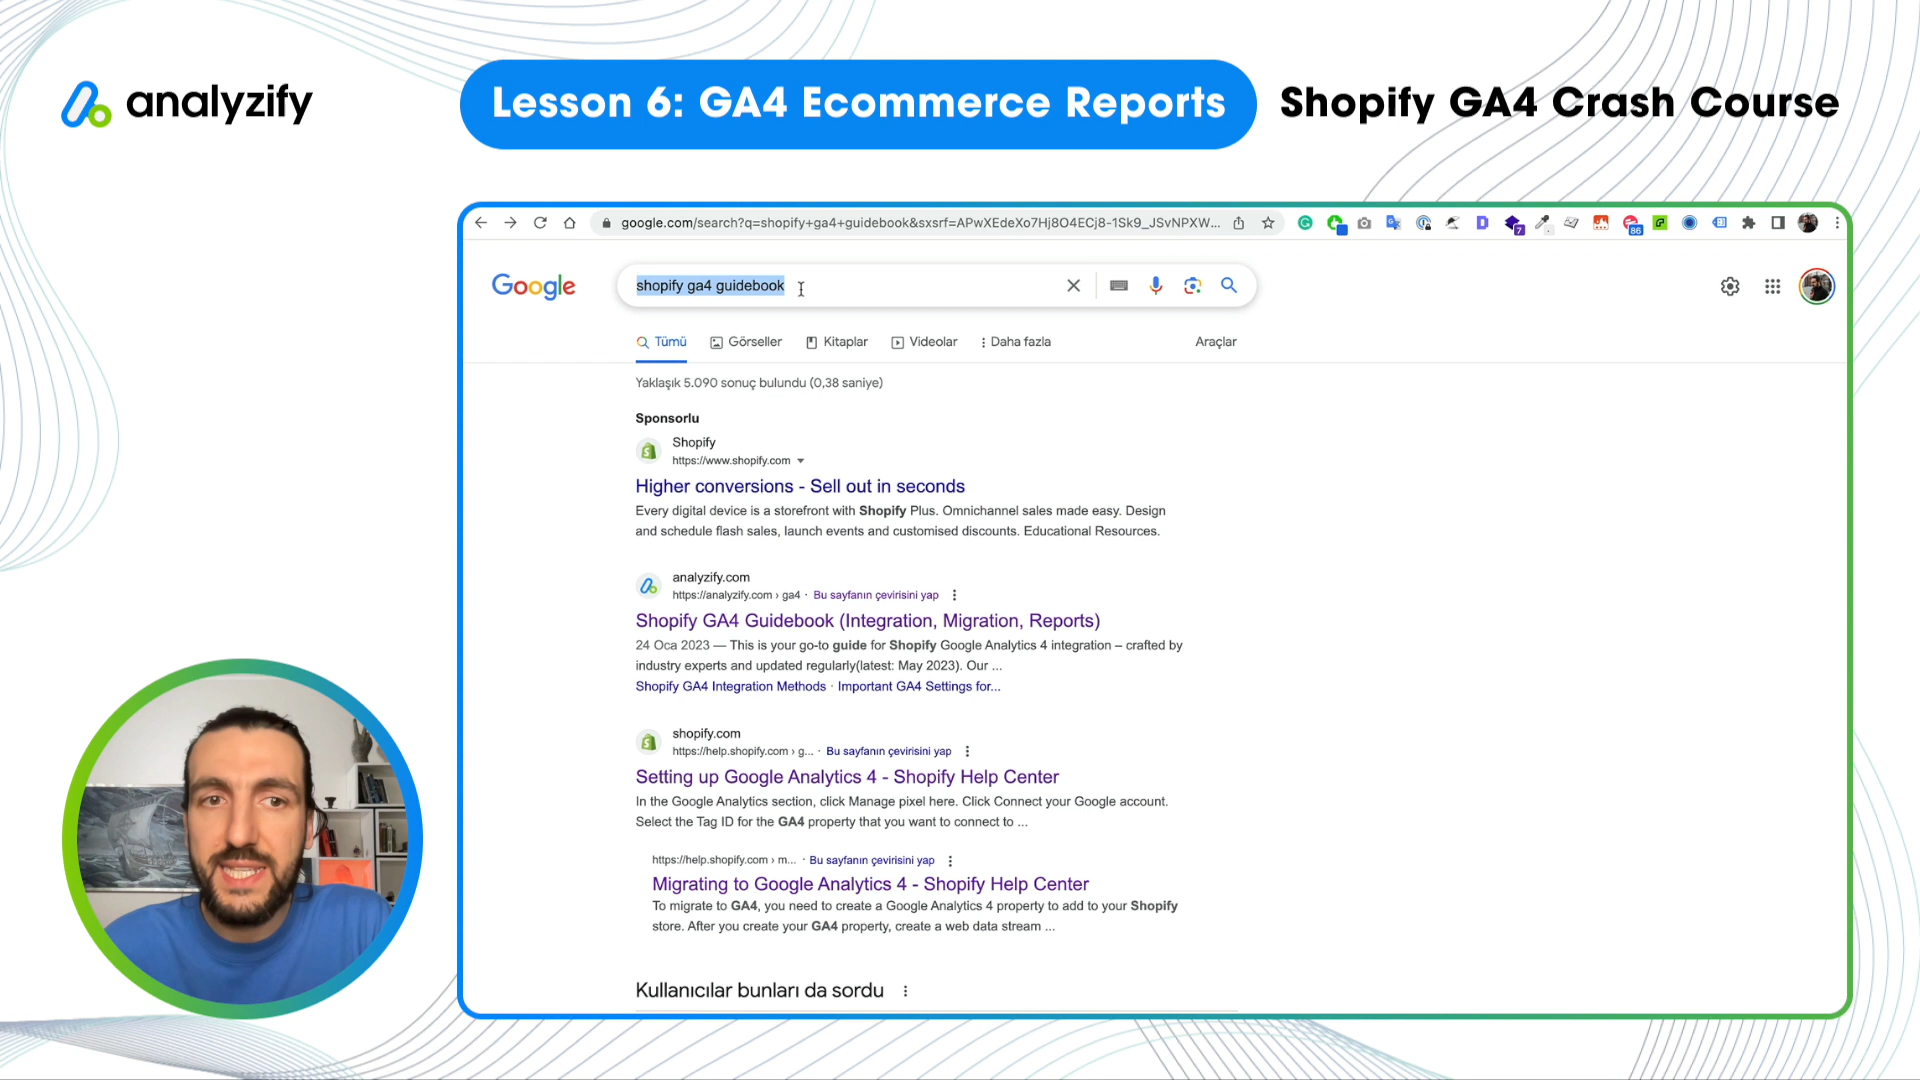 analyzify
Lesson 6: GA4 Ecommerce Reports
Shopify GA4 Crash Course
google.com/search?q=shopify+ga4+guidebook&sxsrf=APwXEdeXo7Hj8O4ECj8-1Sk9_JSvNPXW...
7
86
Google
shopify ga4 guidebook
Tümü
Görseller
Kitaplar
Videolar
Daha fazla
Araçlar
Yaklaşık 5.090 sonuç bulundu (0,38 saniye)
Sponsorlu
Shopify
https://www.shopify.com
Higher conversions - Sell out in seconds
Every digital device is a storefront with Shopify Plus. Omnichannel sales made easy. Design
and schedule flash sales, launch events and customised discounts. Educational Resources.
analyzify.com
https://analyzify.com › ga4 · Bu sayfanın çevirisini yap
Shopify GA4 Guidebook (Integration, Migration, Reports)
24 Oca 2023 — This is your go-to guide for Shopify Google Analytics 4 integration – crafted by
industry experts and updated regularly(latest: May 2023). Our ...
Shopify GA4 Integration Methods · Important GA4 Settings for...
shopify.com
https://help.shopify.com › g... · Bu sayfanın çevirisini yap
Setting up Google Analytics 4 - Shopify Help Center
In the Google Analytics section, click Manage pixel here. Click Connect your Google account.
Select the Tag ID for the GA4 property that you want to connect to ...
https://help.shopify.com › m... · Bu sayfanın çevirisini yap
Migrating to Google Analytics 4 - Shopify Help Center
To migrate to GA4, you need to create a Google Analytics 4 property to add to your Shopify
store. After you create your GA4 property, create a web data stream ...
Kullanıcılar bunları da sordu